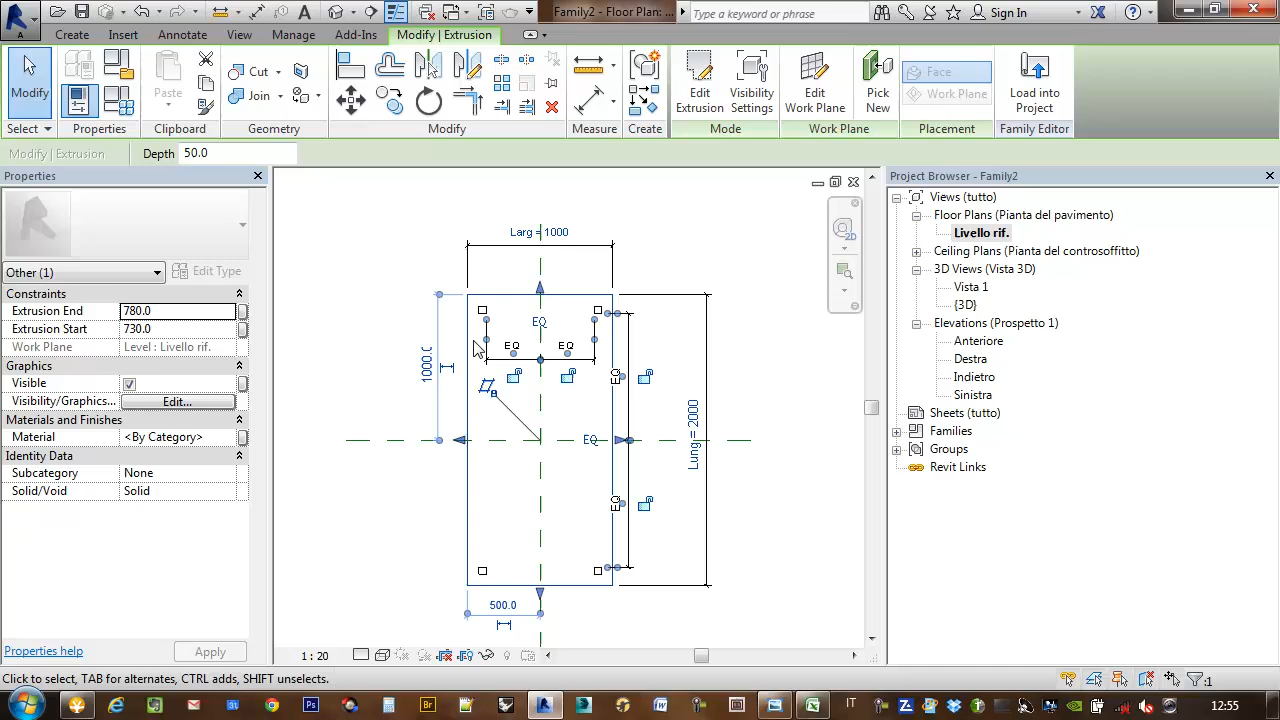 Family2 - Floor Plan: ...
Type a keyword or phrase
Sign In
Create
Insert
Annotate
View
Manage
Add-Ins
Modify | Extrusion
Modify
Paste
Cut
Join
Edit Extrusion
Visibility Settings
Edit Work Plane
Pick New
Face
Work Plane
Load into Project
Select
Properties
Clipboard
Geometry
Modify
Measure
Create
Mode
Work Plane
Placement
Family Editor
Modify | Extrusion
Depth
50.0
Properties
Other (1)
Edit Type
Constraints
Extrusion End
780.0
Extrusion Start
730.0
Work Plane
Level : Livello rif.
Graphics
Visible
Visibility/Graphics...
Edit...
Materials and Finishes
Material
<By Category>
Identity Data
Subcategory
None
Solid/Void
Solid
Properties help
Apply
2D
Larg = 1000
EQ
EQ
EQ
1000.0
EQ
EQ
EQ
Lung = 2000
500.0
1 : 20
Project Browser - Family2
Views (tutto)
Floor Plans (Pianta del pavimento)
Livello rif.
Ceiling Plans (Pianta del controsoffitto)
3D Views (Vista 3D)
Vista 1
{3D}
Elevations (Prospetto 1)
Anteriore
Destra
Indietro
Sinistra
Sheets (tutto)
Families
Groups
Revit Links
Click to select, TAB for alternates, CTRL adds, SHIFT unselects.
:1
Ps
Br
IT
12:55